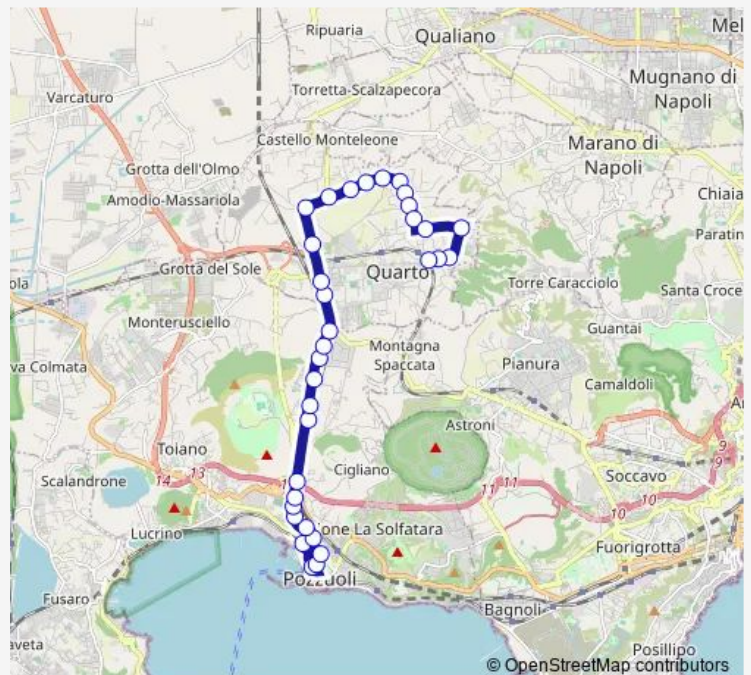 Ripuaria
Qualiano
Mel
Varcaturo
Torretta-Scalzapecora
Mugnano di
Napoli
Castello Monteleone
Marano di
Napoli
Grotta dell'Olmo
Amodio-Massariola
Chiaia
Paratin
Grotta del Sole
Quarto
ola
Torre Caracciolo
Santa Croce
Monterusciello
Guantai
Montagna
Spaccata
va Colmata
Pianura
Camaldoli
Astroni
9
9
Toiano
Cigliano
Soccavo
Scalandrone
14
13
11
11
10
10
Lucrino
one La Solfatara
Fuorigrotta
Pozzuoli
Fusaro
Bagnoli
aveta
Posillipo
© OpenStreetMap contributors